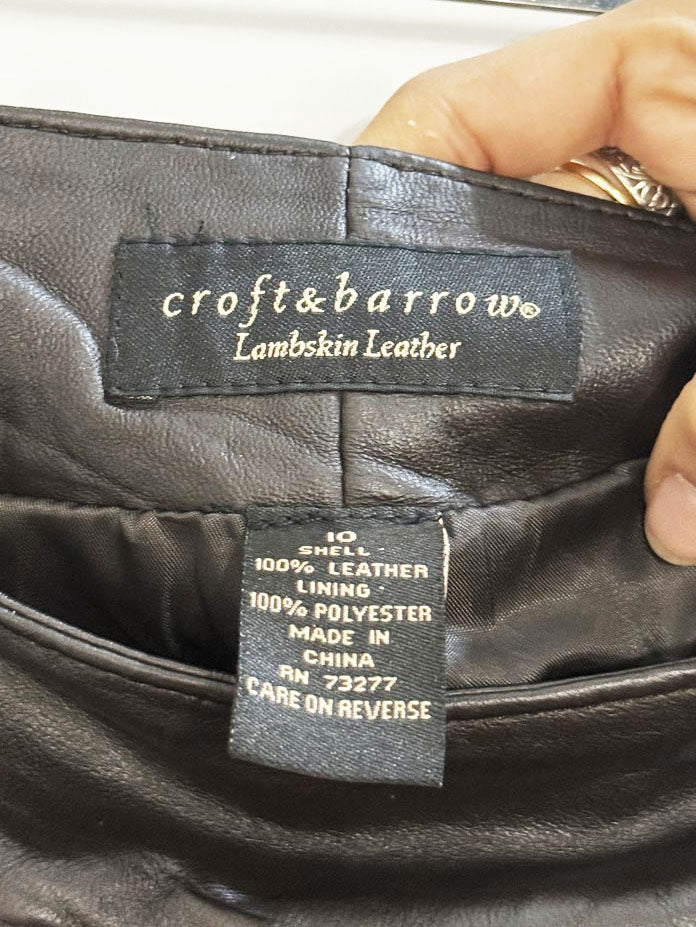 croft&barrow®
Lambskin Leather
10
SHELL
100% LEATHER
LINING
100% POLYESTER
MADE IN
CHINA
RN 73277
CARE ON REVERSE